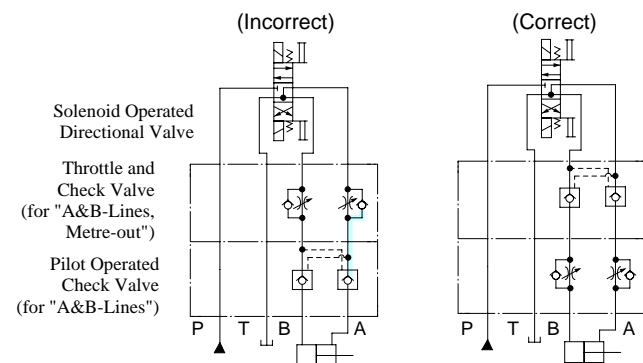 (Incorrect)
(Correct)
Solenoid Operated
Directional Valve
Throttle and
Check Valve
(for "A&B-Lines,
Metre-out")
Pilot Operated
Check Valve
(for "A&B-Lines")
P T B A
P T B A